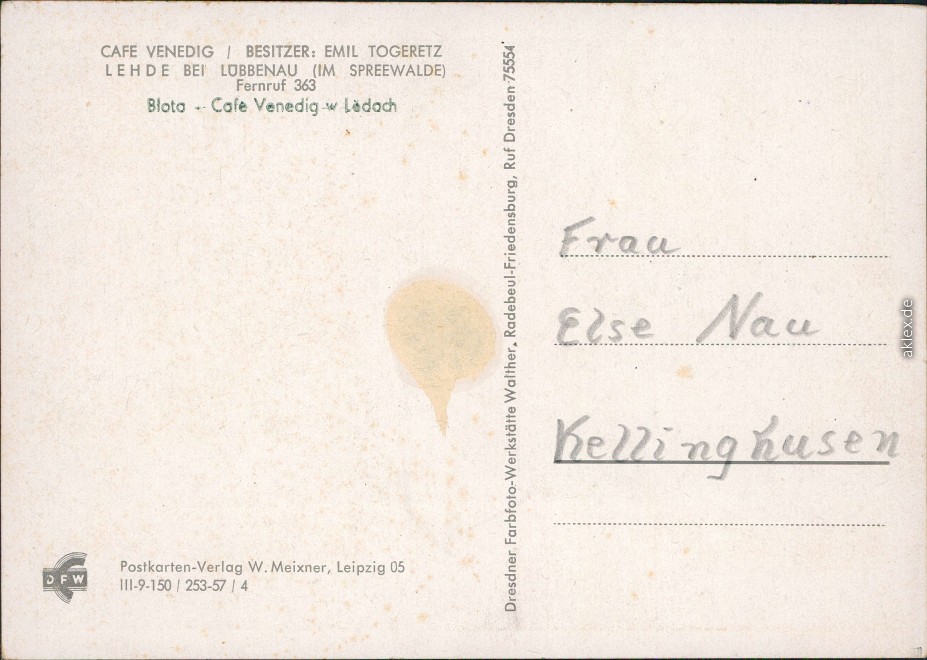 CAFE VENEDIG / BESITZER: EMIL TOGERETZ
LEHDE BEI LÜBBENAU (IM SPREEWALDE)
Fernruf 363
Błota - Café Venedig w Lědach
Dresdner Farbfoto-Werkstätte Walther, Radebeul-Friedensburg, Ruf Dresden 75554
Frau
Else Nau
Kellinghusen
DFW
Postkarten-Verlag W. Meixner, Leipzig 05
III-9-150 / 253-57 / 4
aklex.de